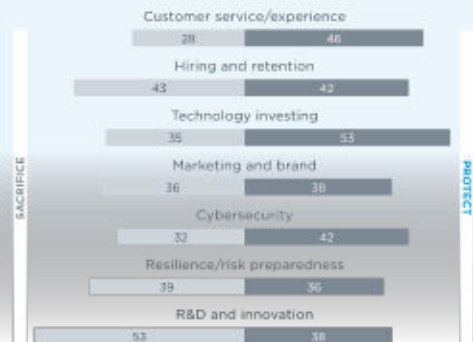 Customer service/experience
28 46
Hiring and retention
43 42
Technology investing
35 53
Marketing and brand
36 38
Cybersecurity
32 42
Resilience/risk preparedness
39 36
R&D and innovation
53 38
SACRIFICE
PROTECT